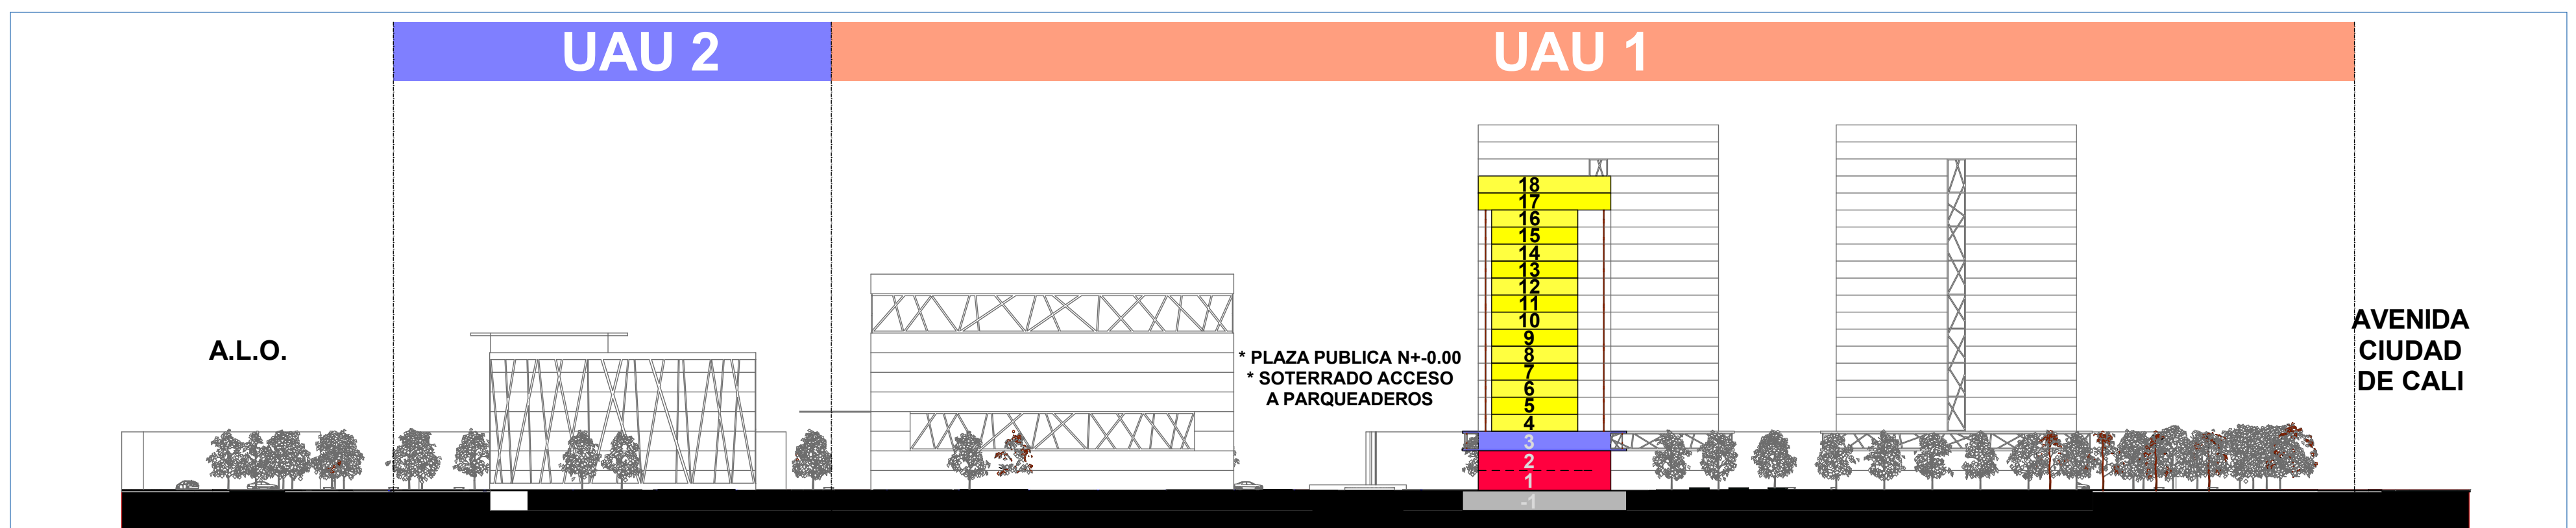 UAU 2
UAU 1
A.L.O.
* PLAZA PUBLICA N+-0.00
* SOTERRADO ACCESO
A PARQUEADEROS
18
17
16
15
14
13
12
11
10
9
8
7
6
5
4
3
2
1
-1
AVENIDA
CIUDAD
DE CALI